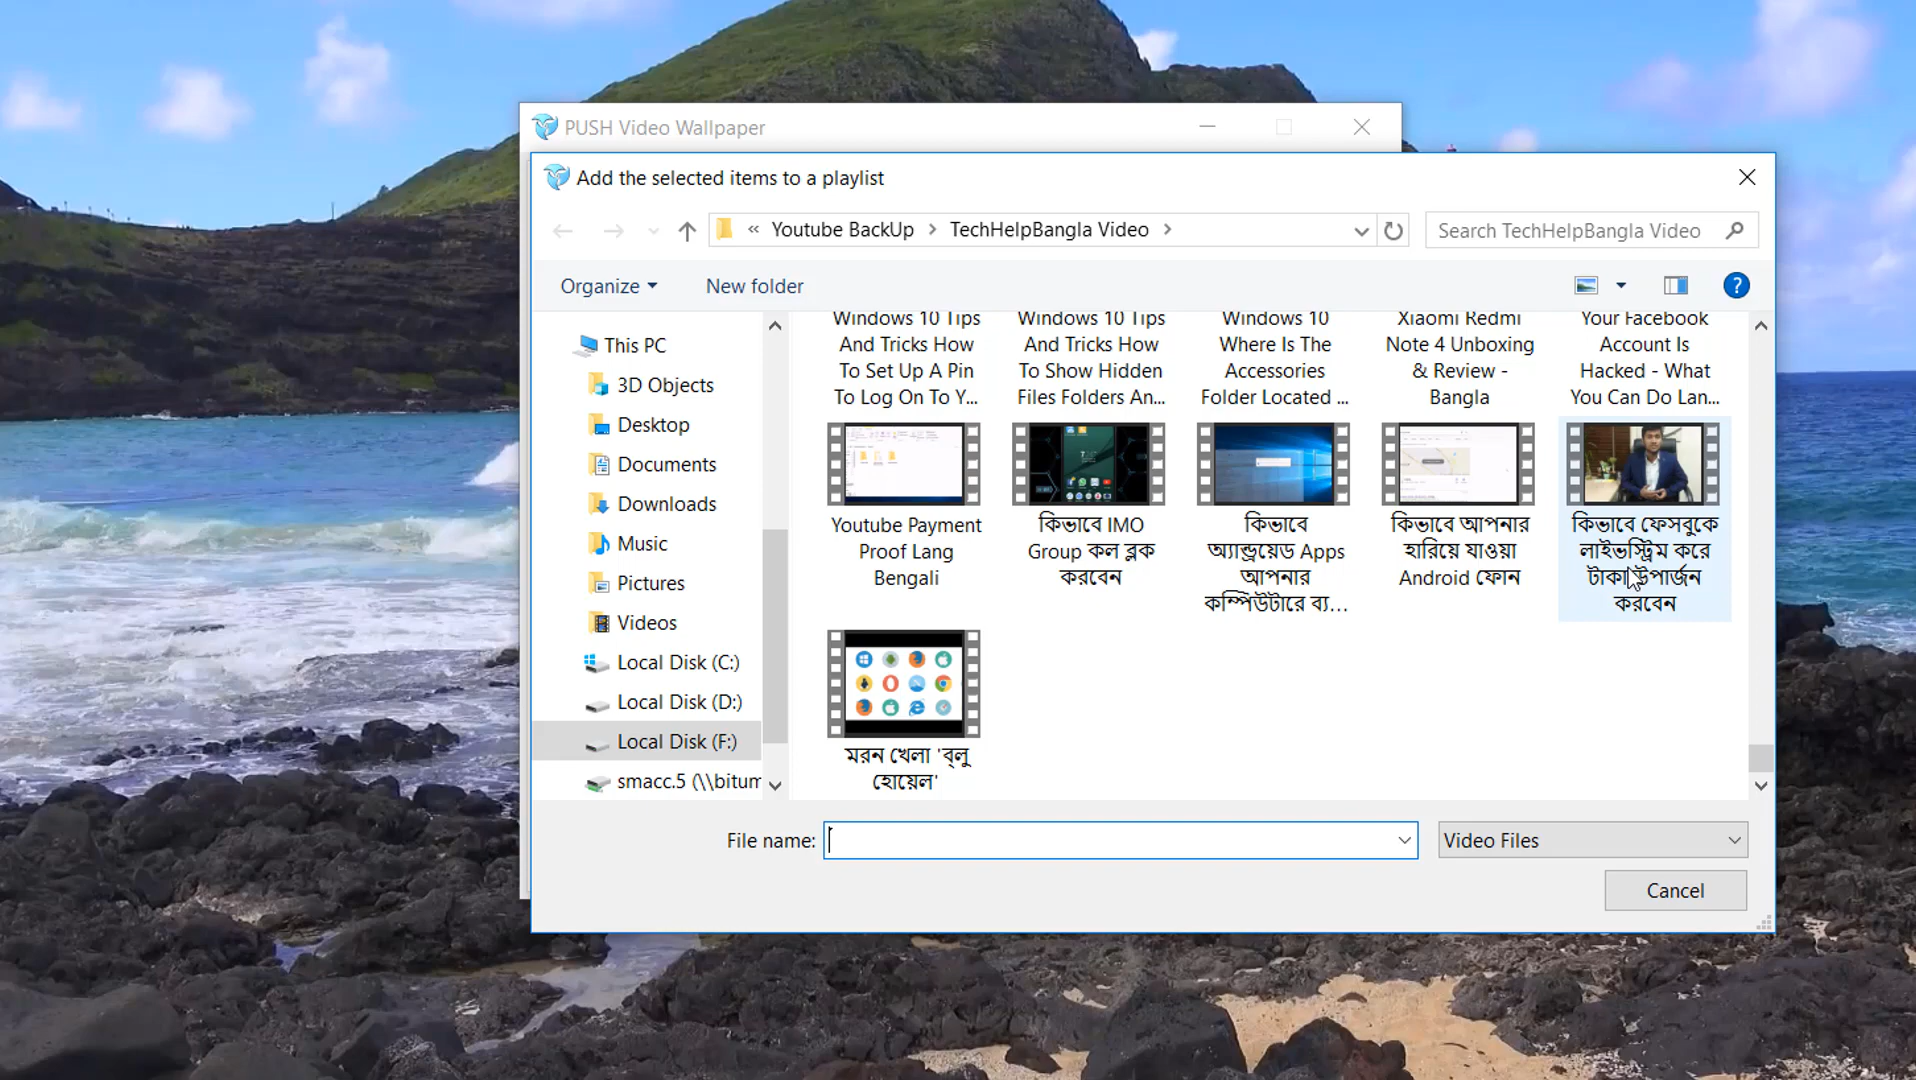 PUSH Video Wallpaper
Add the selected items to a playlist
« Youtube BackUp > TechHelpBangla Video >
Search TechHelpBangla Video
Organize
New folder
This PC
3D Objects
Desktop
Documents
Downloads
Music
Pictures
Videos
Local Disk (C:)
Local Disk (D:)
Local Disk (F:)
smacc.5 (\\bitum
Windows 10 Tips
And Tricks How
To Set Up A Pin
To Log On To Y...
Windows 10 Tips
And Tricks How
To Show Hidden
Files Folders An...
Windows 10
Where Is The
Accessories
Folder Located ...
Xiaomi Redmi
Note 4 Unboxing
& Review -
Bangla
Your Facebook
Account Is
Hacked - What
You Can Do Lan...
Youtube Payment
Proof Lang
Bengali
কিভাবে IMO
Group কল ব্লক
করবেন
কিভাবে
অ্যান্ড্রয়েড Apps
আপনার
কম্পিউটারে ব্য...
কিভাবে আপনার
হারিয়ে যাওয়া
Android ফোন
কিভাবে ফেসবুকে
লাইভস্ট্রিম করে
টাকা উপার্জন
করবেন
মরন খেলা 'ব্লু
হোয়েল'
File name:
Video Files
Cancel